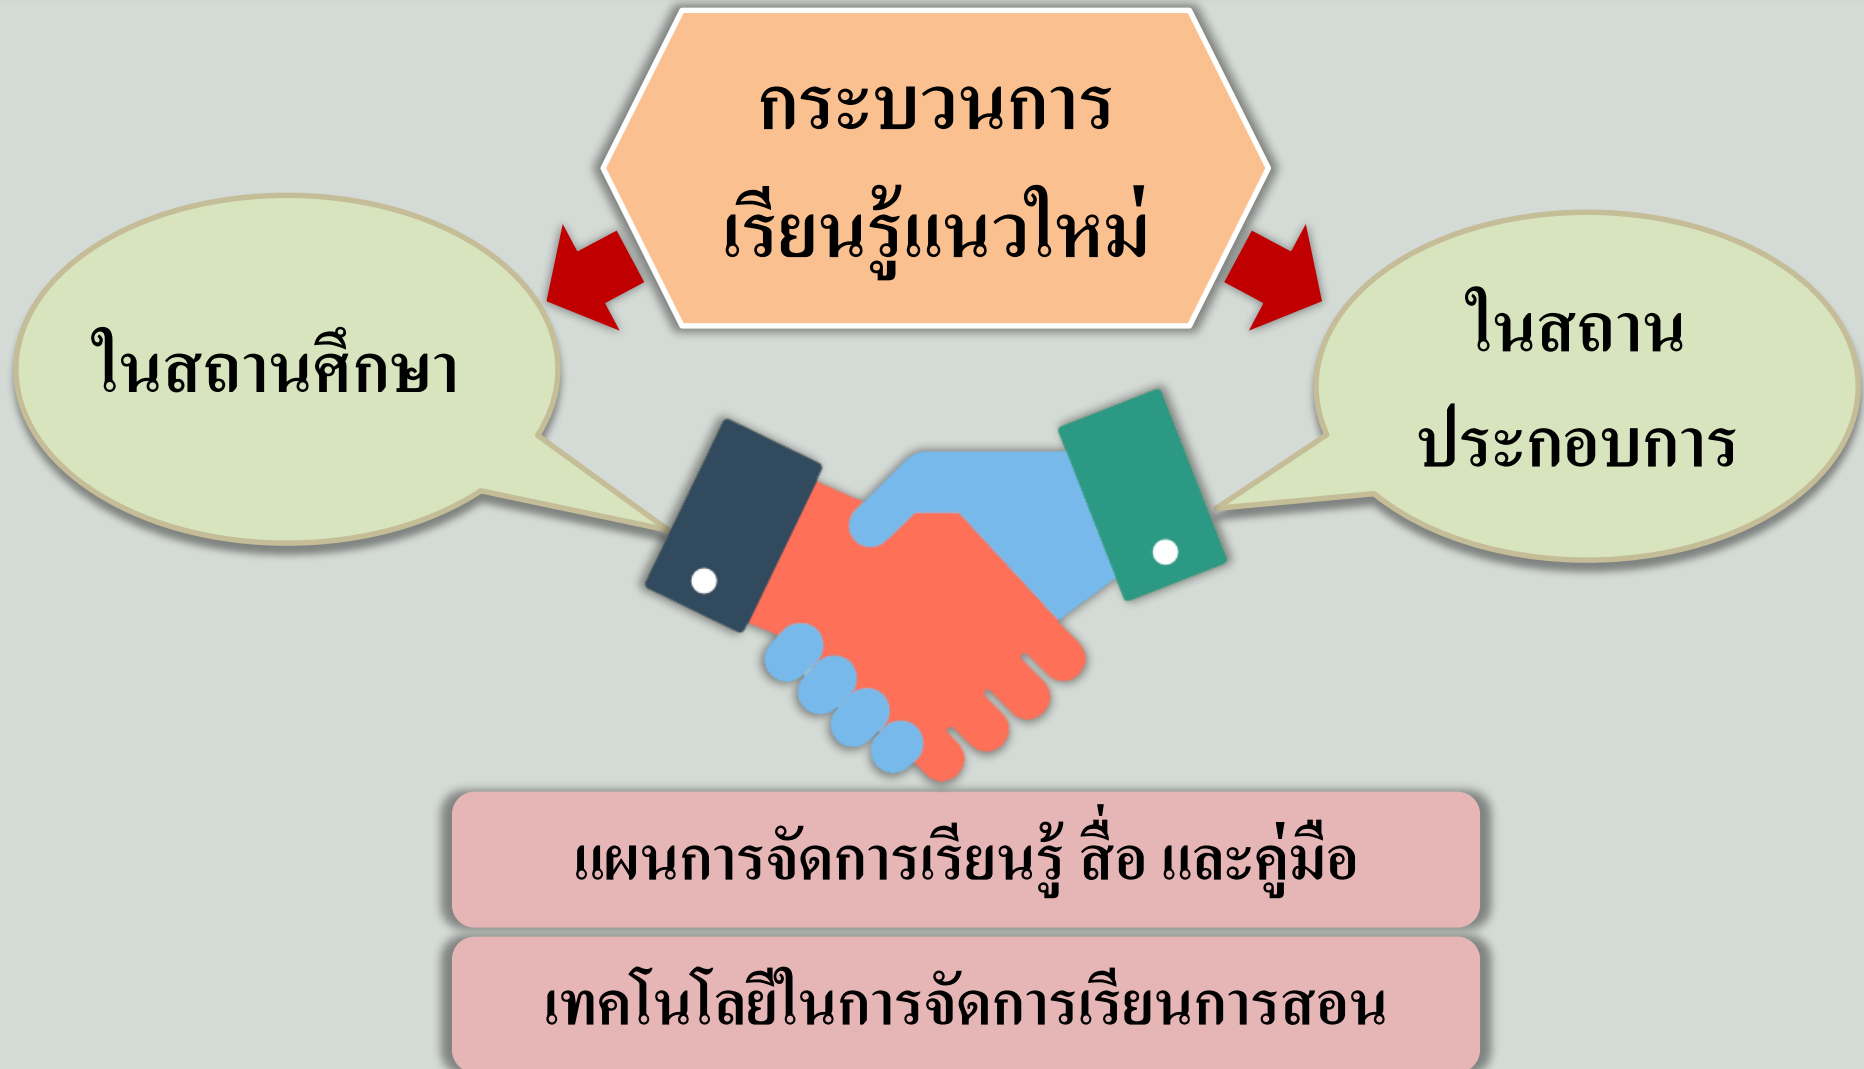 กระบวนการ
เรียนรู้แนวใหม่
ในสถานศึกษา
ในสถาน
ประกอบการ
แผนการจัดการเรียนรู้ สื่อ และคู่มือ
เทคโนโลยีในการจัดการเรียนการสอน